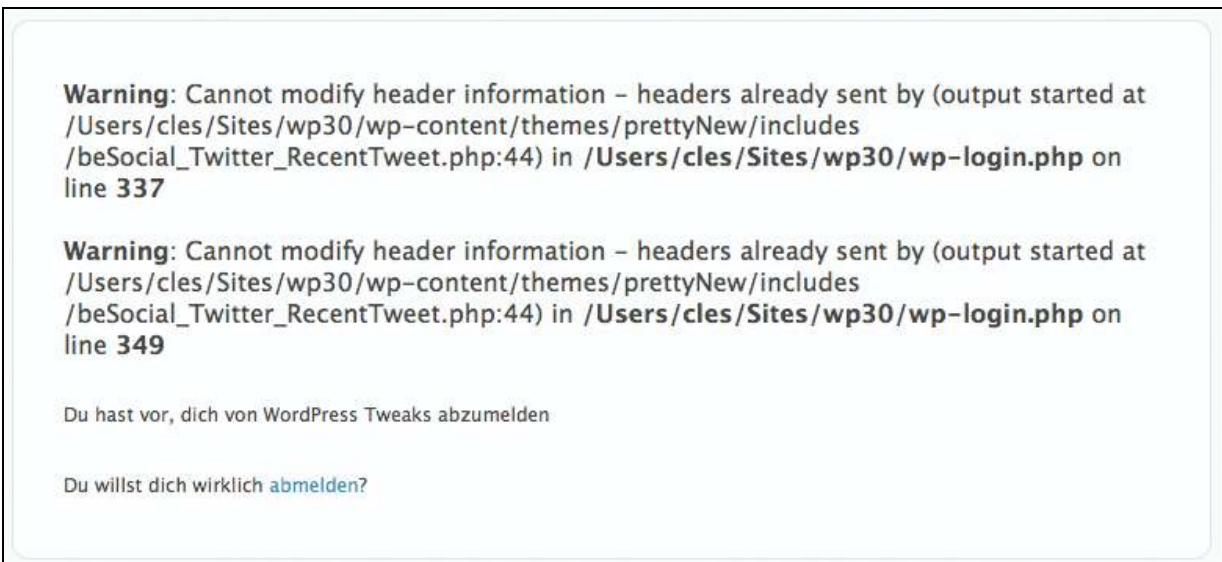 Warning: Cannot modify header information – headers already sent by (output started at
/Users/cles/Sites/wp30/wp-content/themes/prettyNew/includes
/beSocial_Twitter_RecentTweet.php:44) in /Users/cles/Sites/wp30/wp-login.php on
line 337
Warning: Cannot modify header information – headers already sent by (output started at
/Users/cles/Sites/wp30/wp-content/themes/prettyNew/includes
/beSocial_Twitter_RecentTweet.php:44) in /Users/cles/Sites/wp30/wp-login.php on
line 349
Du hast vor, dich von WordPress Tweaks abzumelden
Du willst dich wirklich abmelden?